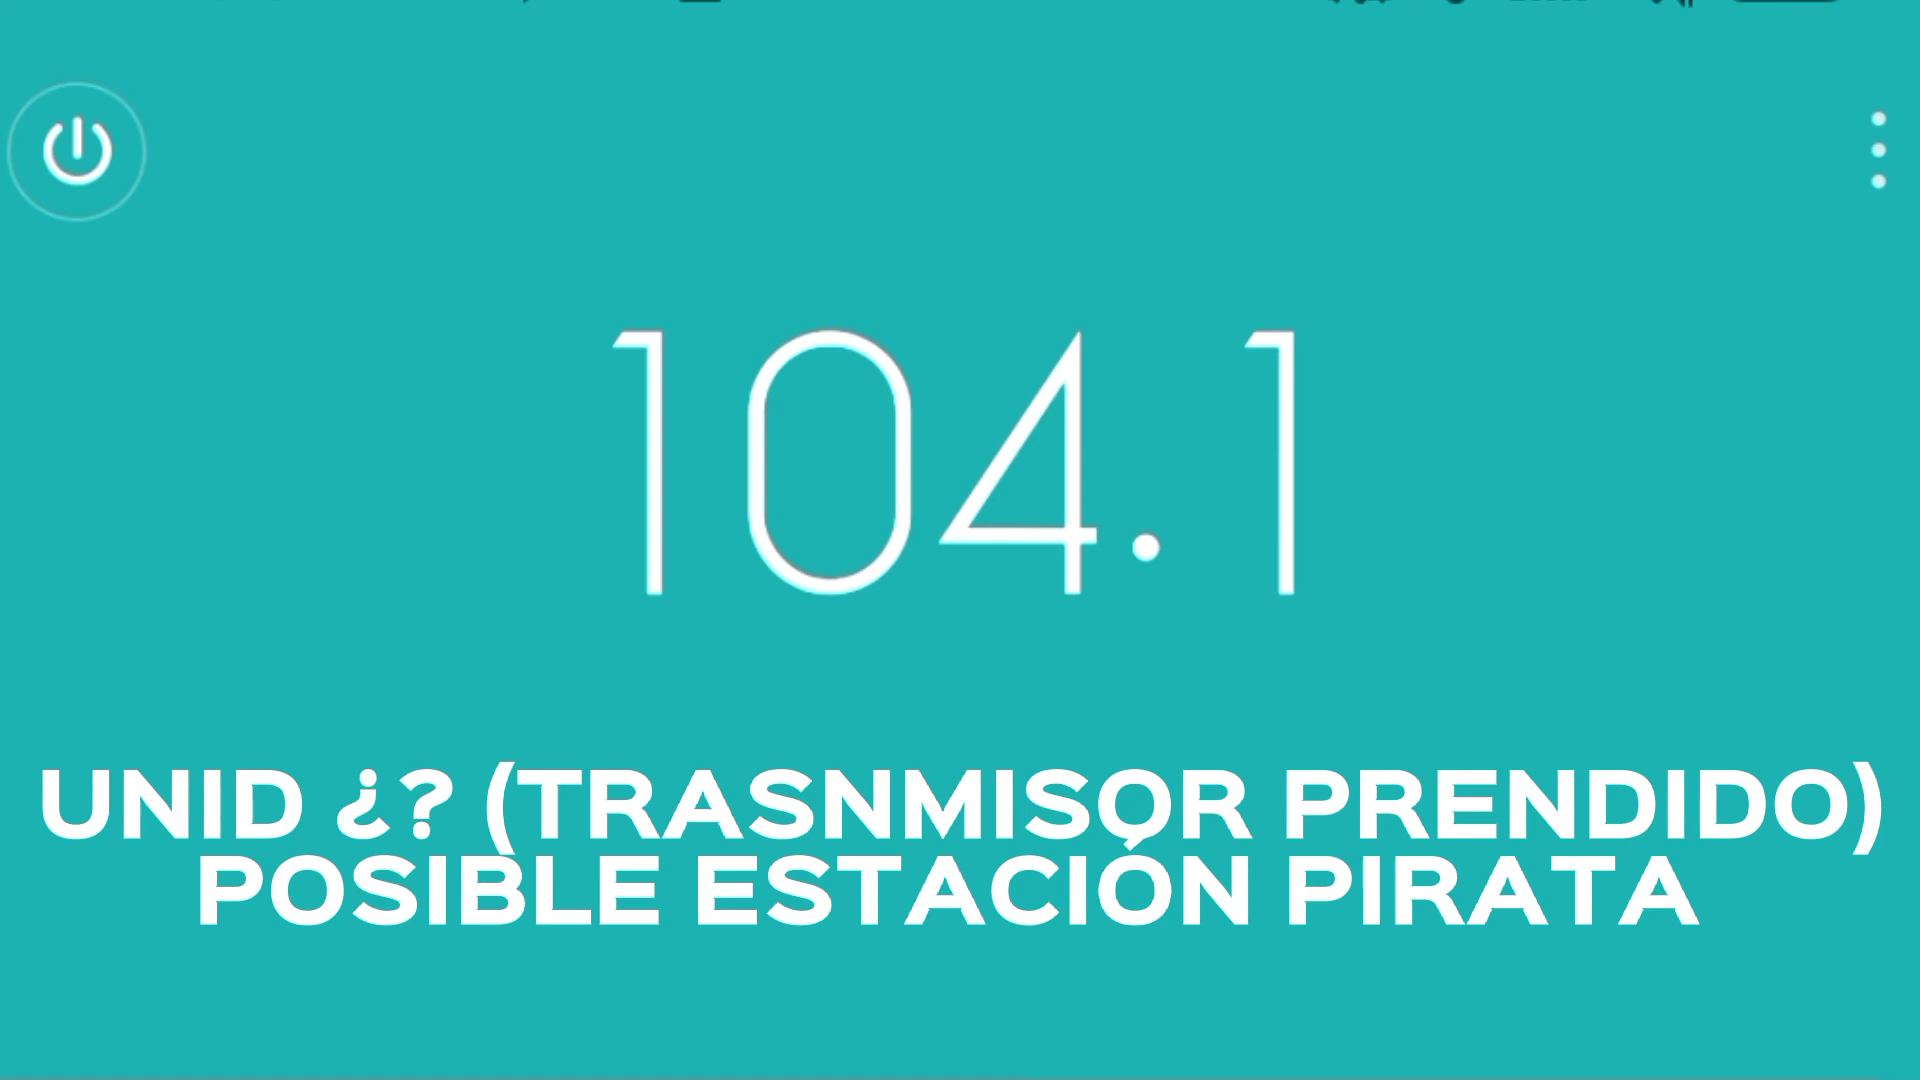 104.1
UNID ¿? (TRASNMISOR PRENDIDO)
POSIBLE ESTACIÓN PIRATA